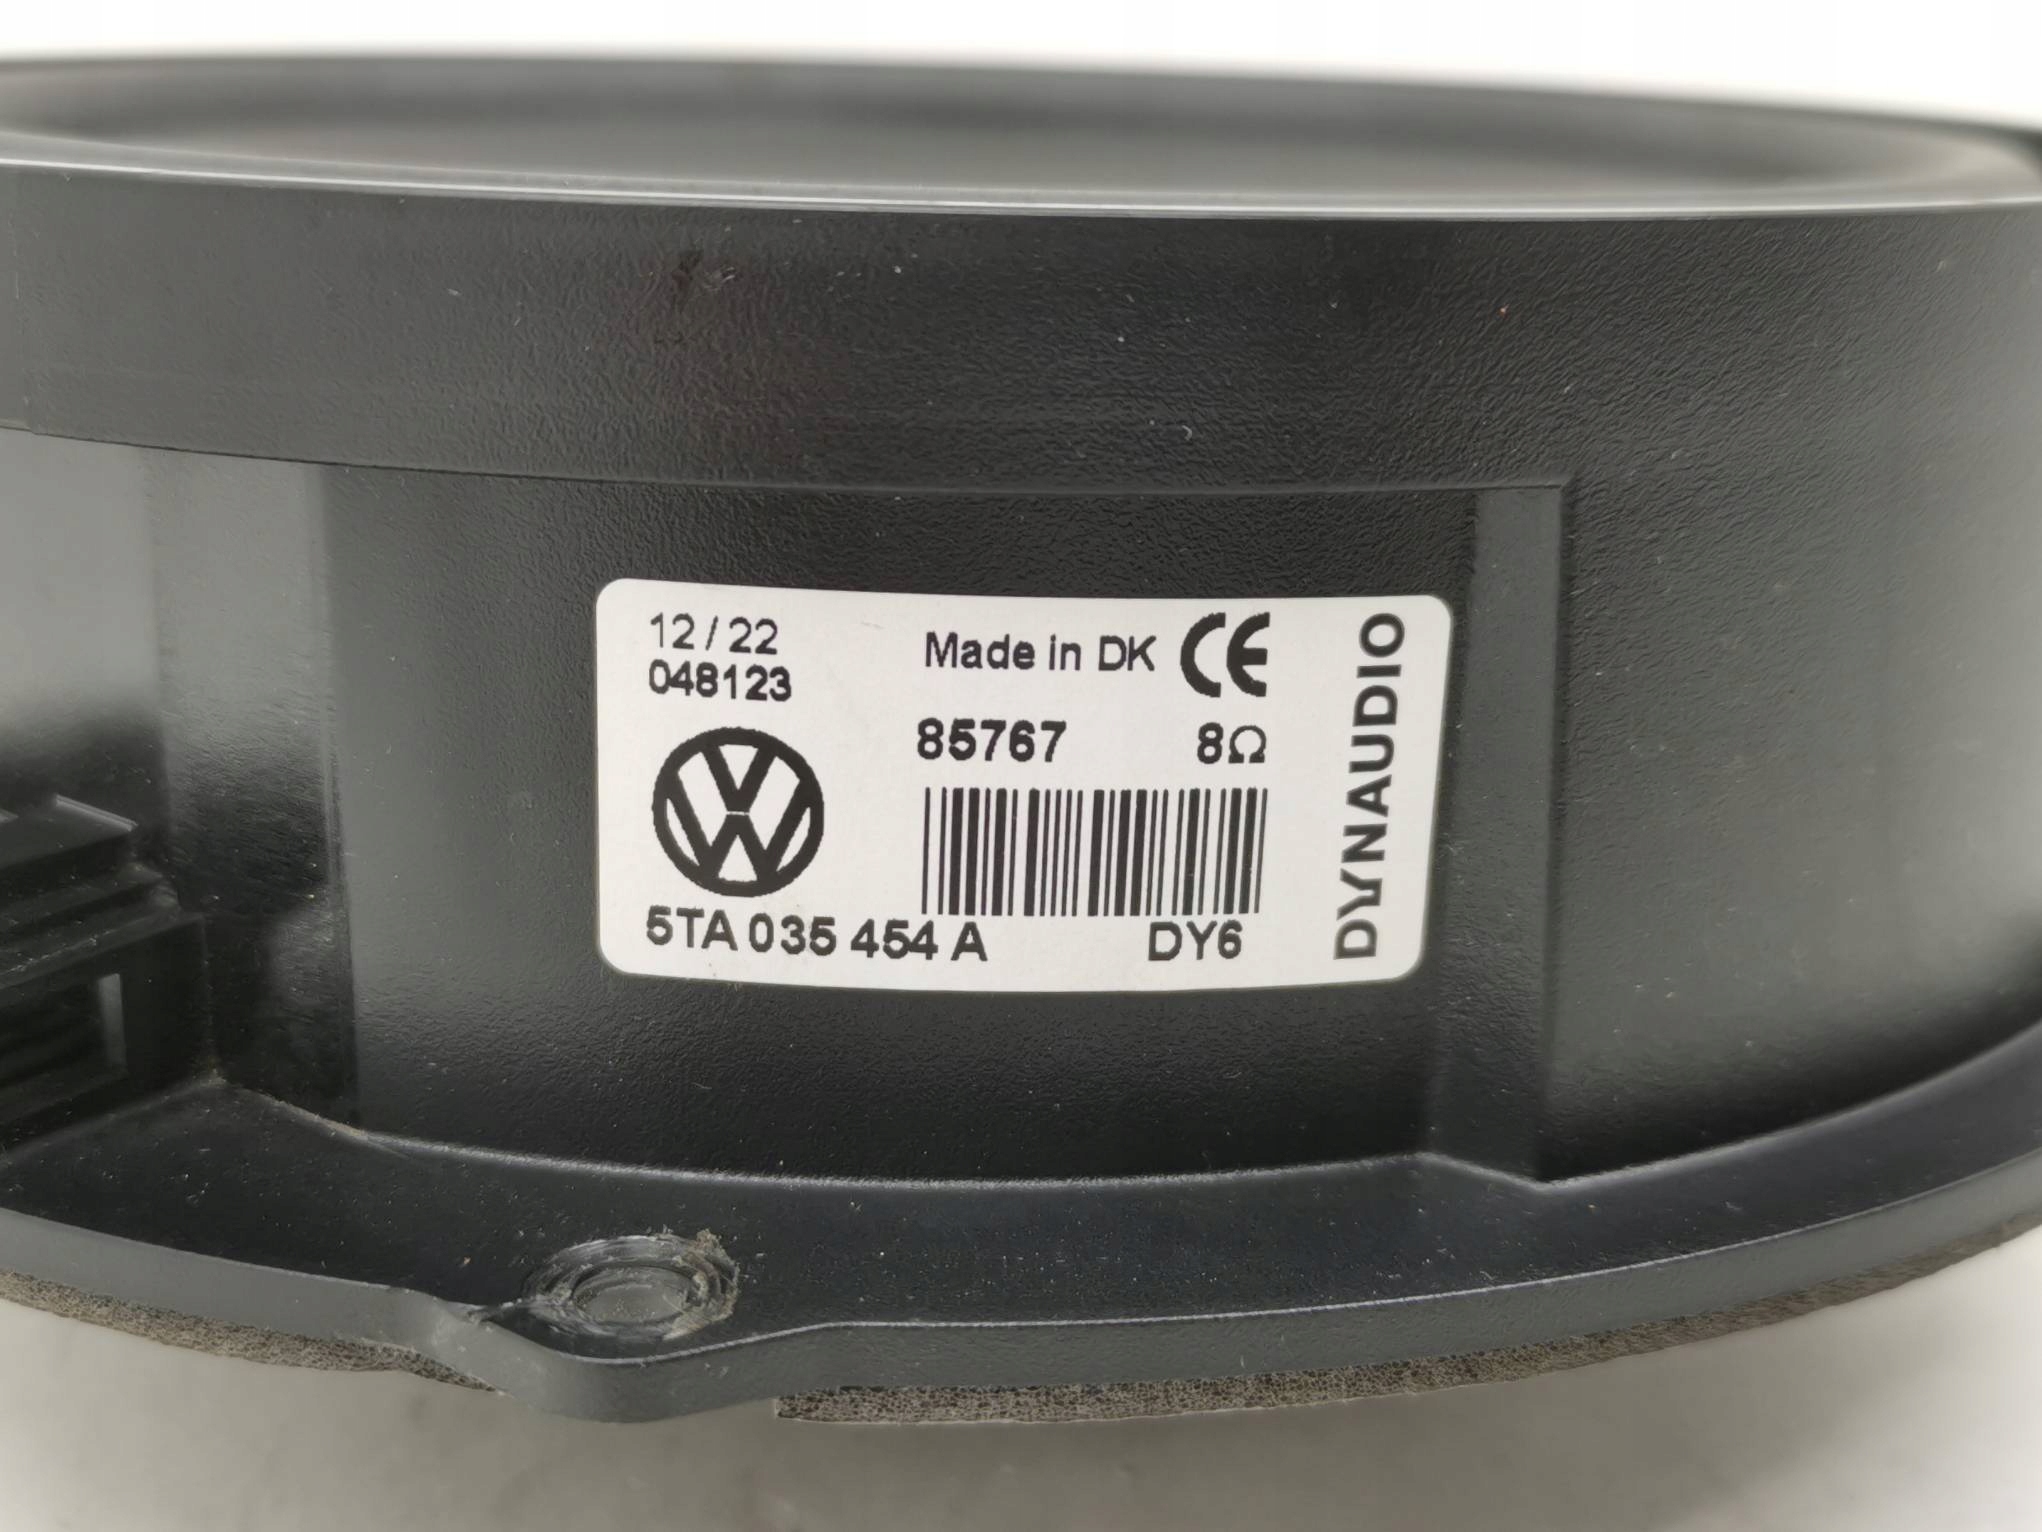 12 / 22
048123
Made in DK CE
85767 8Ω
5TA 035 454 A DY6
DYNAUDIO